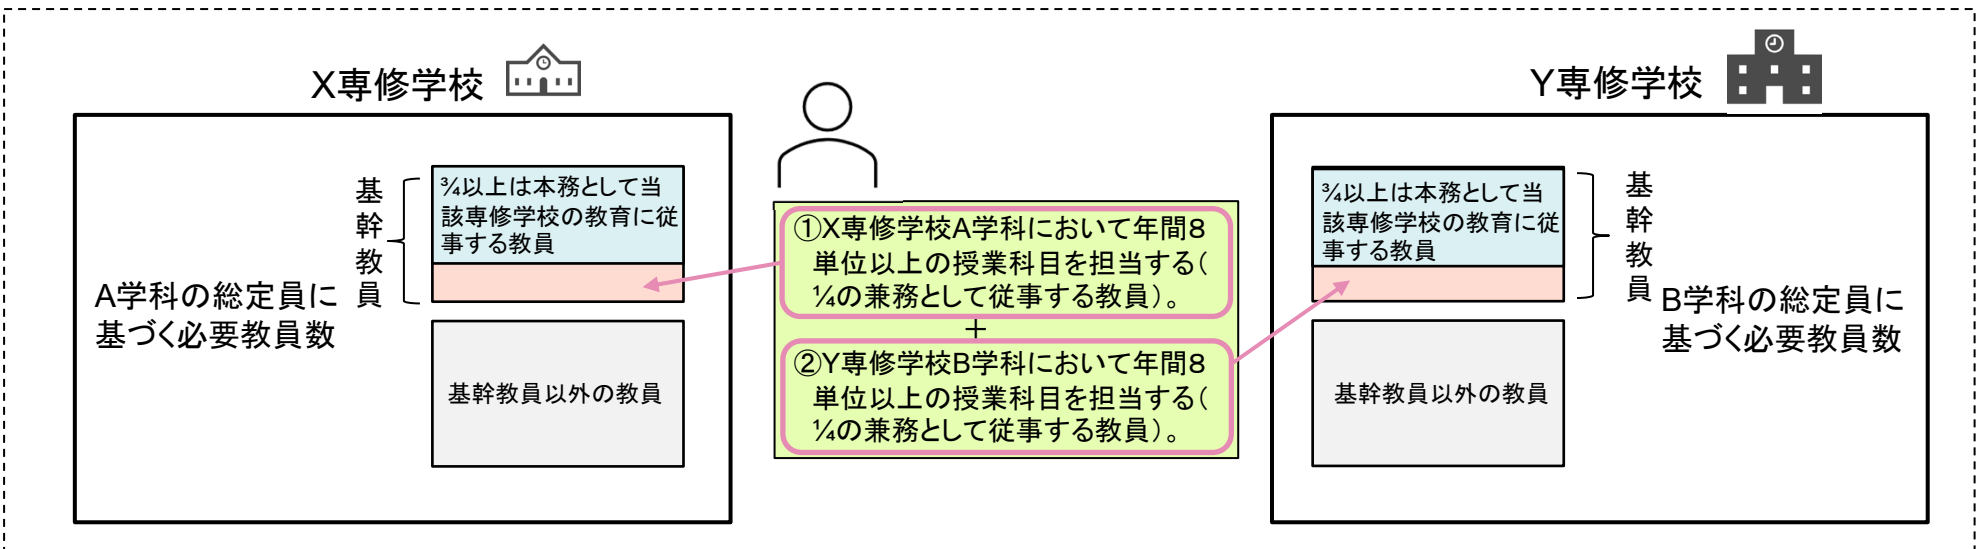 X専修学校
A学科の総定員に
基づく必要教員数
基幹教員
¾以上は本務として当
該専修学校の教育に従
事する教員
基幹教員以外の教員
①X専修学校A学科において年間8
単位以上の授業科目を担当する(
¼の兼務として従事する教員)。
+
②Y専修学校B学科において年間8
単位以上の授業科目を担当する(
¼の兼務として従事する教員)。
Y専修学校
¾以上は本務として当
該専修学校の教育に従
事する教員
基幹教員以外の教員
基幹教員
B学科の総定員に
基づく必要教員数